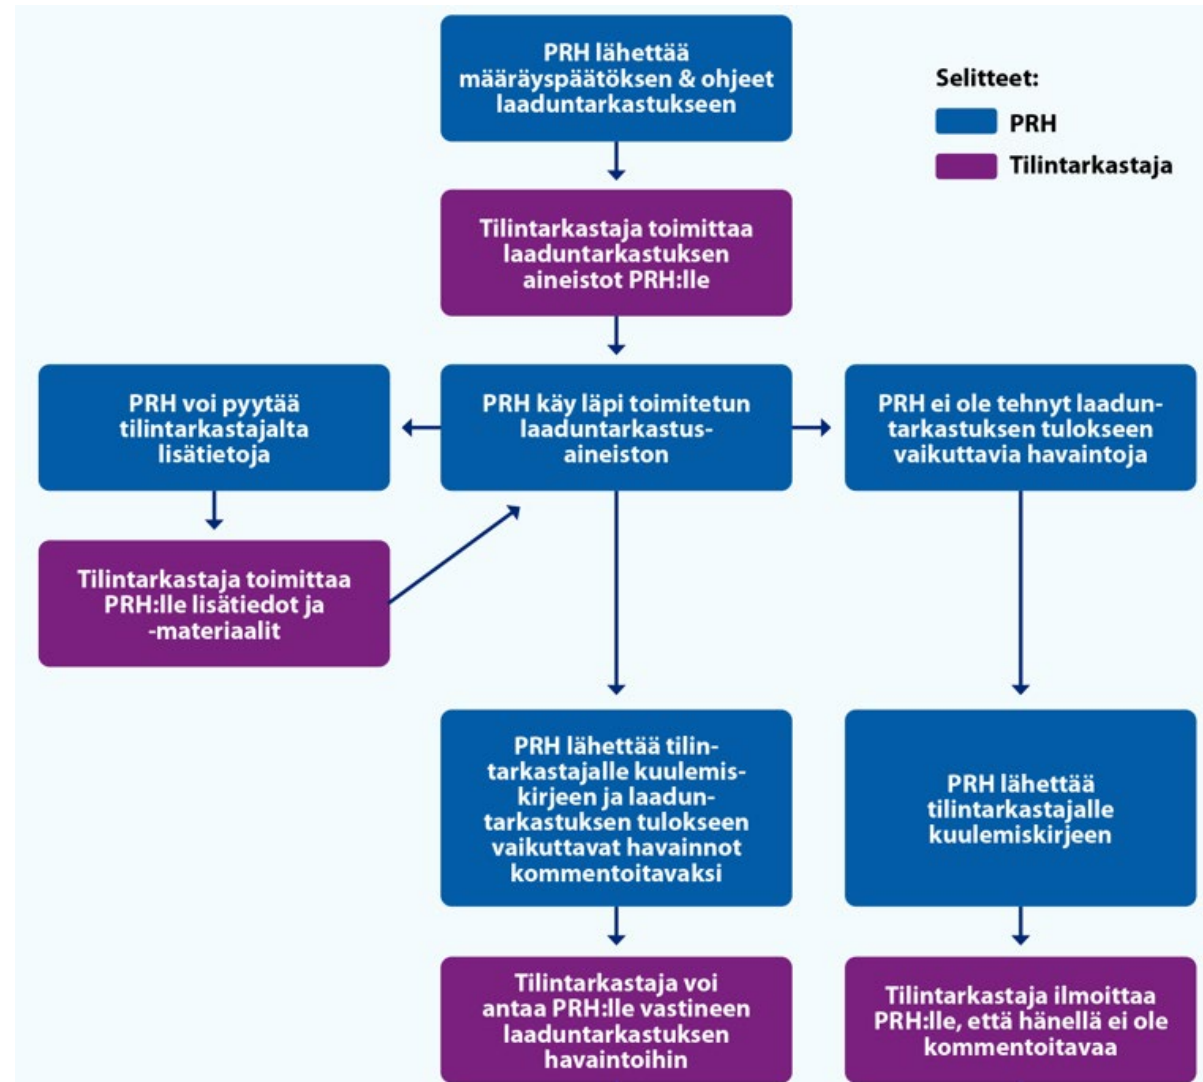 PRH lähettää
määräyspäätöksen & ohjeet
laaduntarkastukseen
Selitteet:
PRH
Tilintarkastaja
Tilintarkastaja toimittaa
laaduntarkastuksen
aineistot PRH:lle
PRH voi pyytää
tilintarkastajalta
lisätietoja
PRH käy läpi toimitetun
laaduntarkastus-
aineiston
PRH ei ole tehnyt laadun-
tarkastuksen tulokseen
vaikuttavia havaintoja
Tilintarkastaja toimittaa
PRH:lle lisätiedot ja
-materiaalit
PRH lähettää tilin-
tarkastajalle kuulemis-
kirjeen ja laadun-
tarkastuksen tulokseen
vaikuttavat havainnot
kommentoitavaksi
PRH lähettää
tilintarkastajalle
kuulemiskirjeen
Tilintarkastaja voi
antaa PRH:lle vastineen
laaduntarkastuksen
havaintoihin
Tilintarkastaja ilmoittaa
PRH:lle, että hänellä ei ole
kommentoitavaa